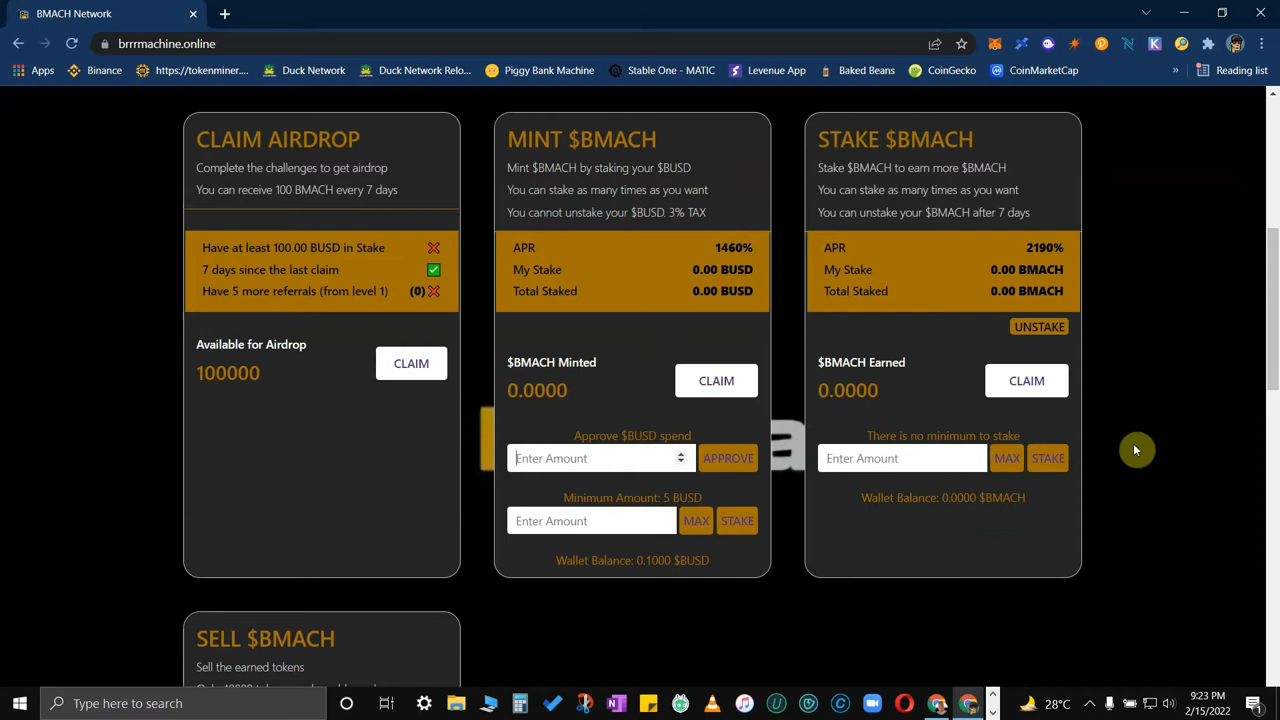 BMACH Network
brrrmachine.online
Apps
Binance
https://tokenminer....
Duck Network
Duck Network Relo...
Piggy Bank Machine
Stable One - MATIC
Levenue App
Baked Beans
CoinGecko
CoinMarketCap
»
Reading list
CLAIM AIRDROP
Complete the challenges to get airdrop
You can receive 100 BMACH every 7 days
Have at least 100.00 BUSD in Stake
7 days since the last claim
Have 5 more referrals (from level 1) (0)
Available for Airdrop
100000
CLAIM
MINT $BMACH
Mint $BMACH by staking your $BUSD
You can stake as many times as you want
You cannot unstake your $BUSD. 3% TAX
APR 1460%
My Stake 0.00 BUSD
Total Staked 0.00 BUSD
$BMACH Minted
0.0000
CLAIM
Approve $BUSD spend
Enter Amount APPROVE
Minimum Amount: 5 BUSD
Enter Amount MAX STAKE
Wallet Balance: 0.1000 $BUSD
STAKE $BMACH
Stake $BMACH to earn more $BMACH
You can stake as many times as you want
You can unstake your $BMACH after 7 days
APR 2190%
My Stake 0.00 BMACH
Total Staked 0.00 BMACH
UNSTAKE
$BMACH Earned
0.0000
CLAIM
There is no minimum to stake
Enter Amount MAX STAKE
Wallet Balance: 0.0000 $BMACH
SELL $BMACH
Sell the earned tokens
Type here to search
28°C
9:23 PM
2/15/2022
1